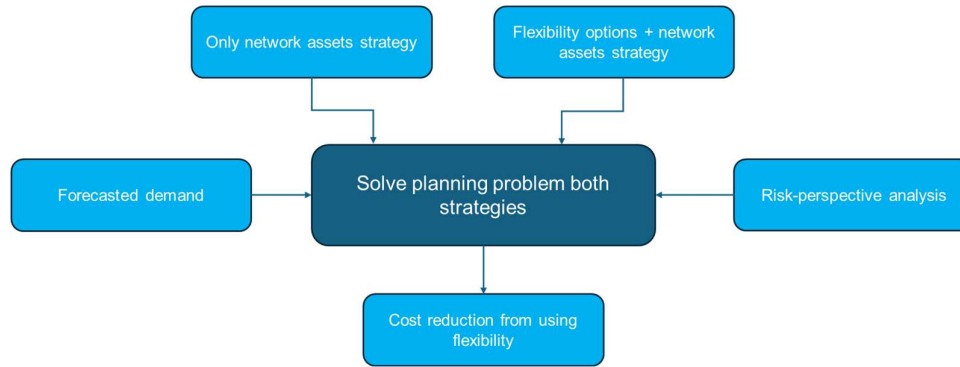 Only network assets strategy
Flexibility options + network
assets strategy
Forecasted demand
Solve planning problem both
strategies
Risk-perspective analysis
Cost reduction from using
flexibility